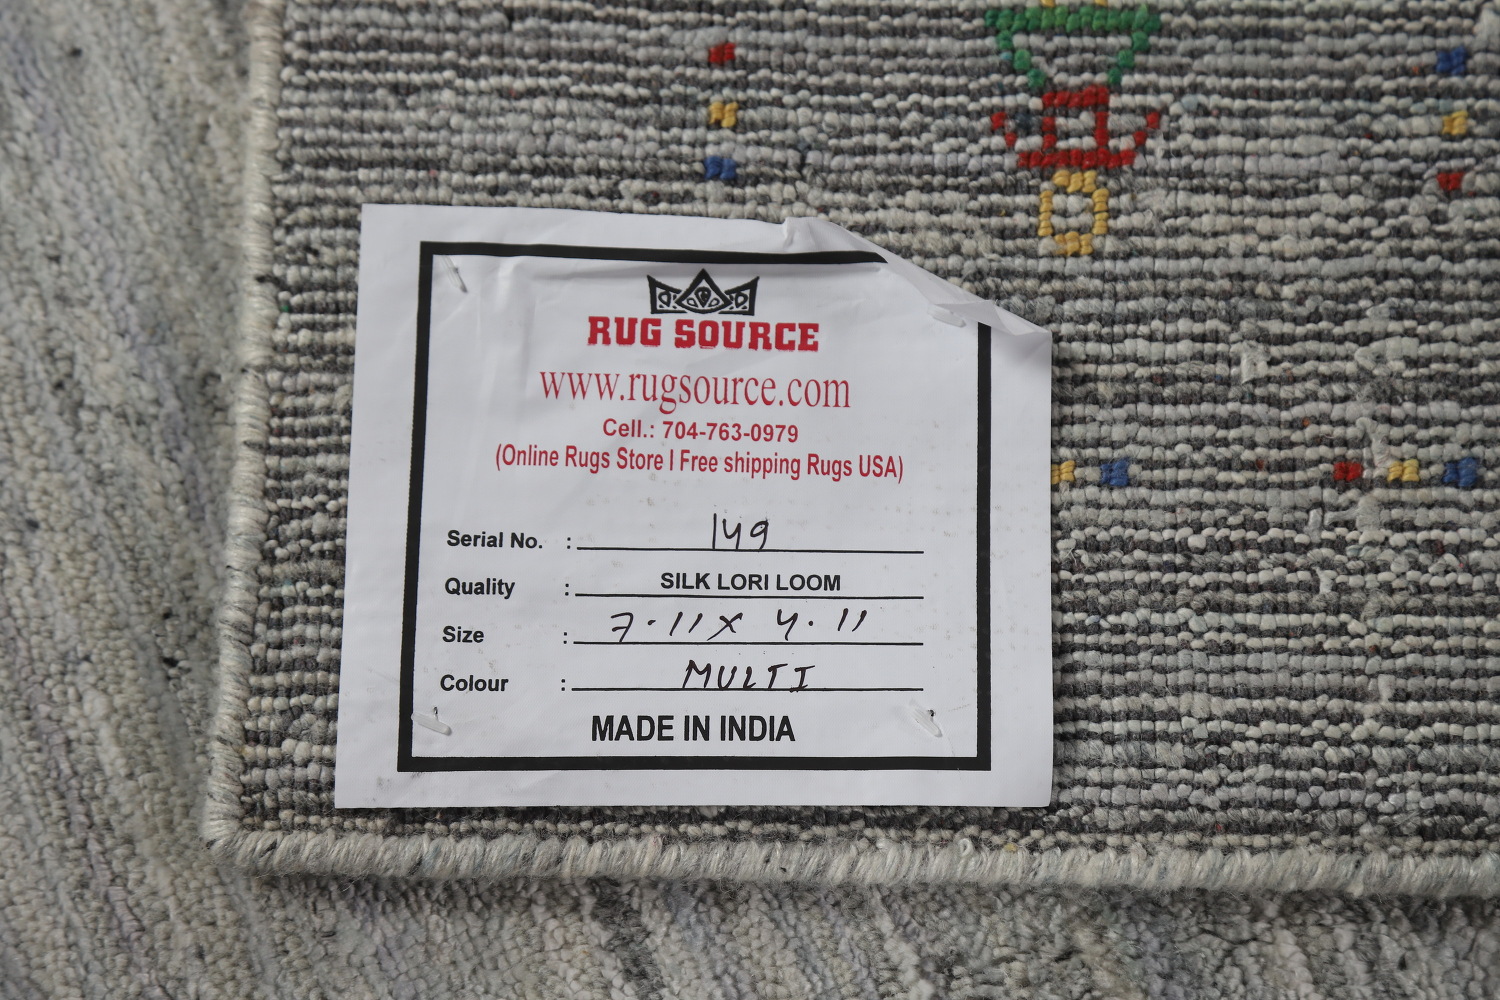 RUG SOURCE
www.rugsource.com
Cell.: 704-763-0979
(Online Rugs Store I Free shipping Rugs USA)
Serial No. : 149
Quality : SILK LORI LOOM
Size : 7.11 X 4.11
Colour : MULTI
MADE IN INDIA